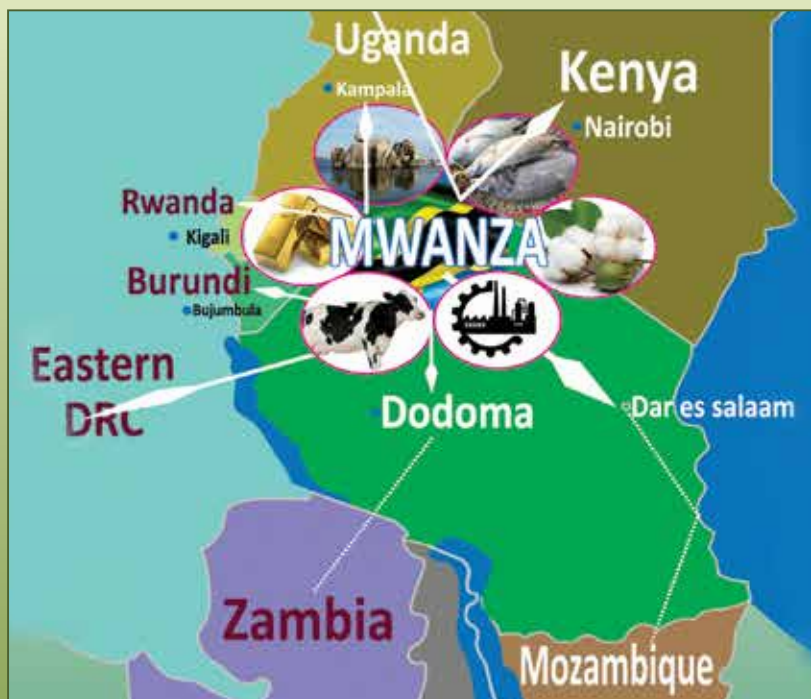 Uganda
Kampala
Kenya
Nairobi
Rwanda
Kigali
MWANZA
Burundi
Bujumbula
Eastern
DRC
Dodoma
Dar es salaam
Zambia
Mozambique